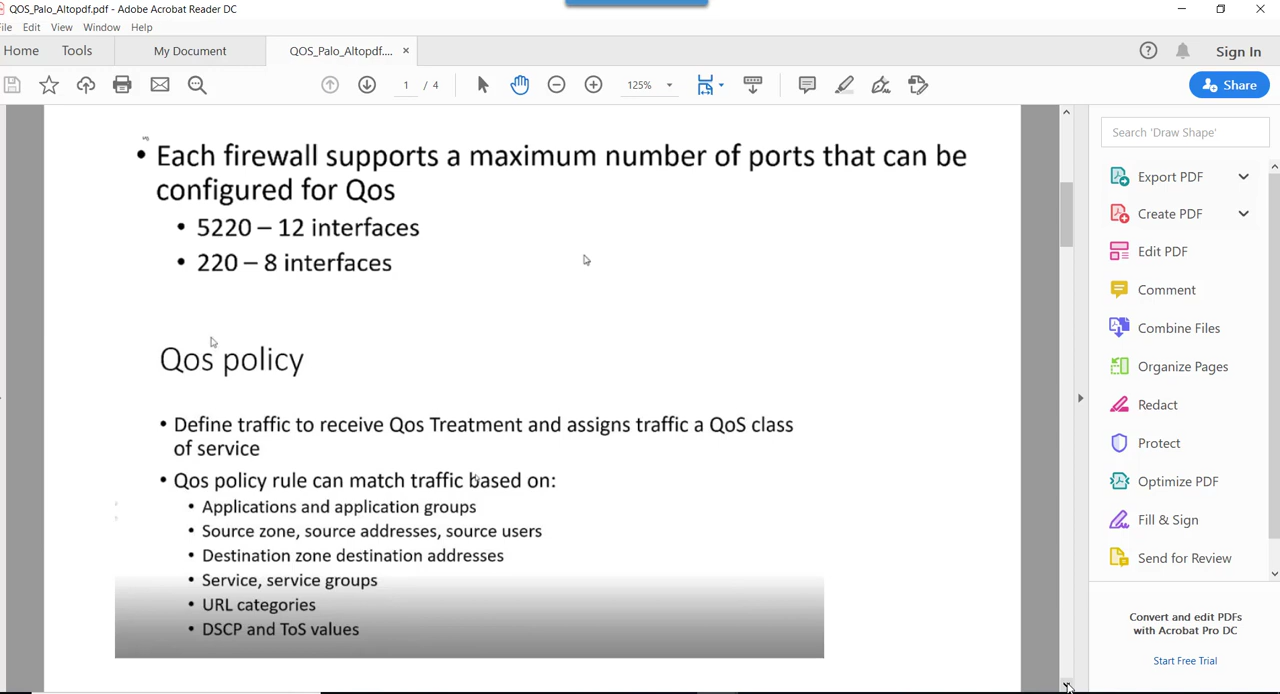 QOS_Palo_Altopdf.pdf - Adobe Acrobat Reader DC
File Edit View Window Help
Home Tools My Document QOS_Palo_Altopdf.... × Sign In
1 / 4 125% Share
Search 'Draw Shape'
• Each firewall supports a maximum number of ports that can be
configured for Qos
• 5220 – 12 interfaces
• 220 – 8 interfaces
Qos policy
• Define traffic to receive Qos Treatment and assigns traffic a QoS class
of service
• Qos policy rule can match traffic based on:
• Applications and application groups
• Source zone, source addresses, source users
• Destination zone destination addresses
• Service, service groups
• URL categories
• DSCP and ToS values
Export PDF
Create PDF
Edit PDF
Comment
Combine Files
Organize Pages
Redact
Protect
Optimize PDF
Fill & Sign
Send for Review
Convert and edit PDFs
with Acrobat Pro DC
Start Free Trial